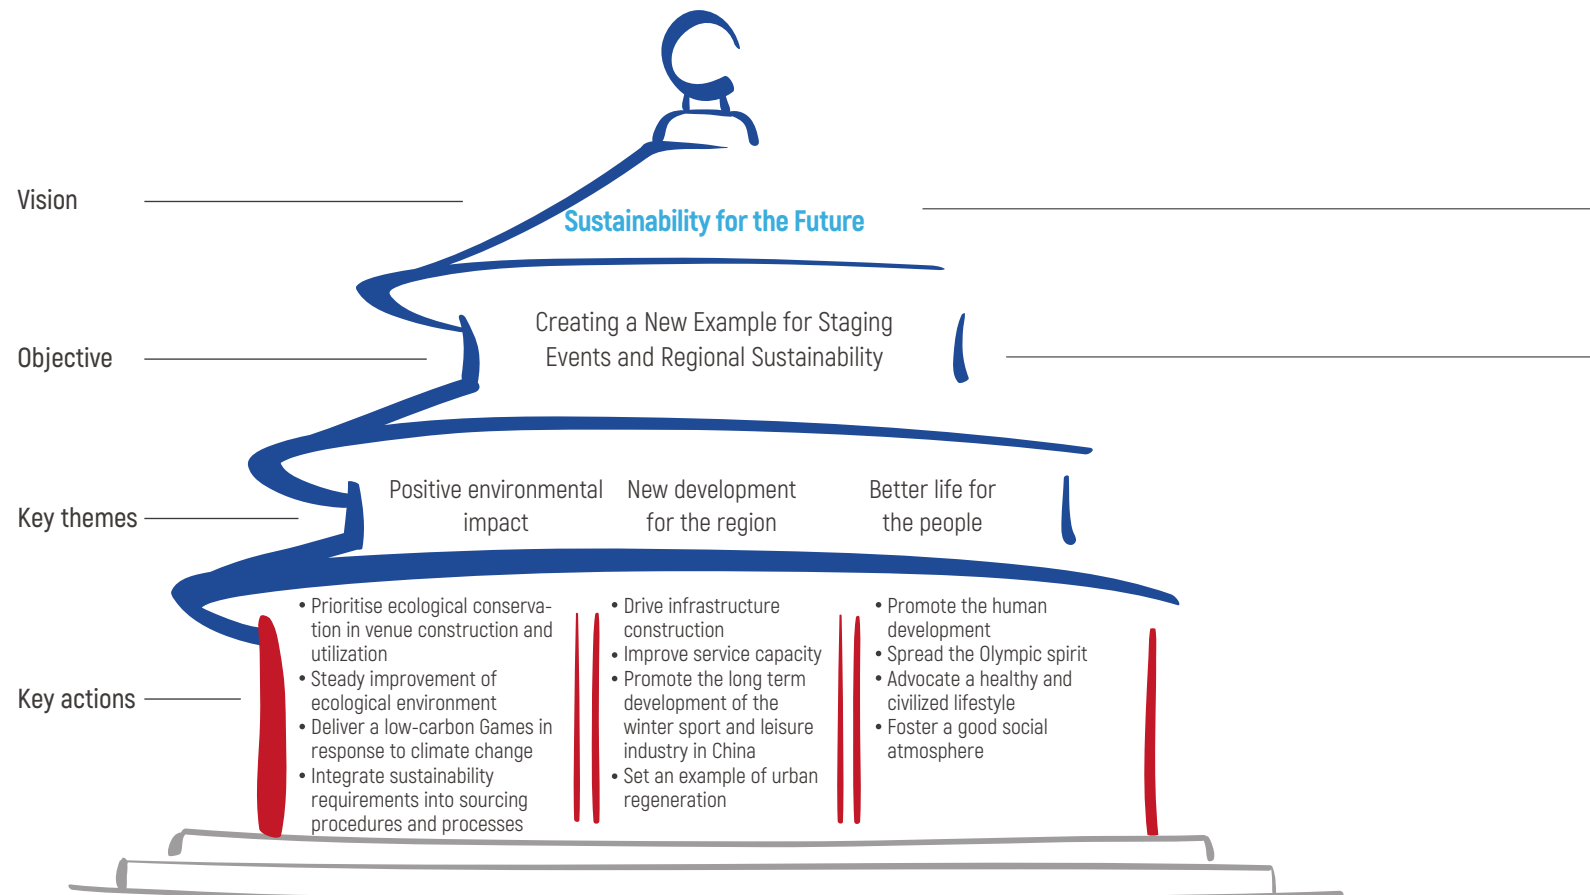 Vision
Sustainability for the Future
Objective
Creating a New Example for Staging
Events and Regional Sustainability
Key themes
Positive environmental
impact
New development
for the region
Better life for
the people
Key actions
• Prioritise ecological conserva-
tion in venue construction and
utilization
• Steady improvement of
ecological environment
• Deliver a low-carbon Games in
response to climate change
• Integrate sustainability
requirements into sourcing
procedures and processes
• Drive infrastructure
construction
• Improve service capacity
• Promote the long term
development of the
winter sport and leisure
industry in China
• Set an example of urban
regeneration
• Promote the human
development
• Spread the Olympic spirit
• Advocate a healthy and
civilized lifestyle
• Foster a good social
atmosphere